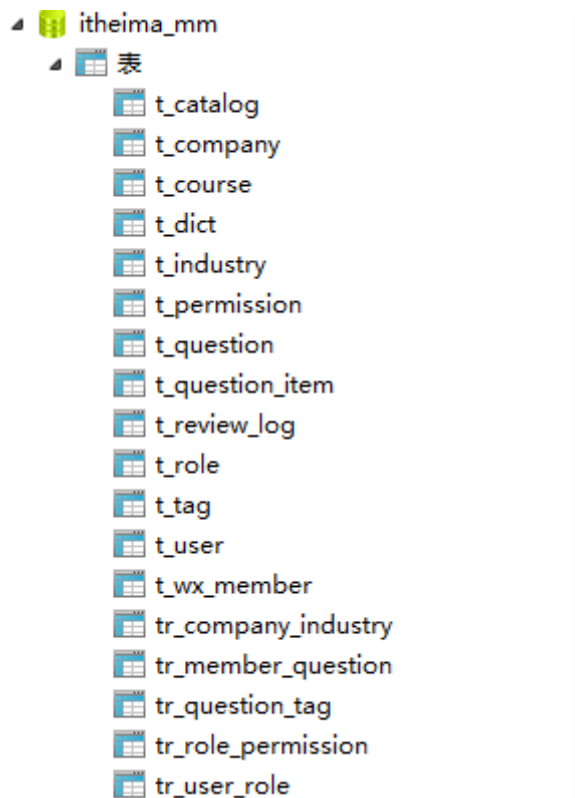 itheima_mm
表
t_catalog
t_company
t_course
t_dict
t_industry
t_permission
t_question
t_question_item
t_review_log
t_role
t_tag
t_user
t_wx_member
tr_company_industry
tr_member_question
tr_question_tag
tr_role_permission
tr_user_role